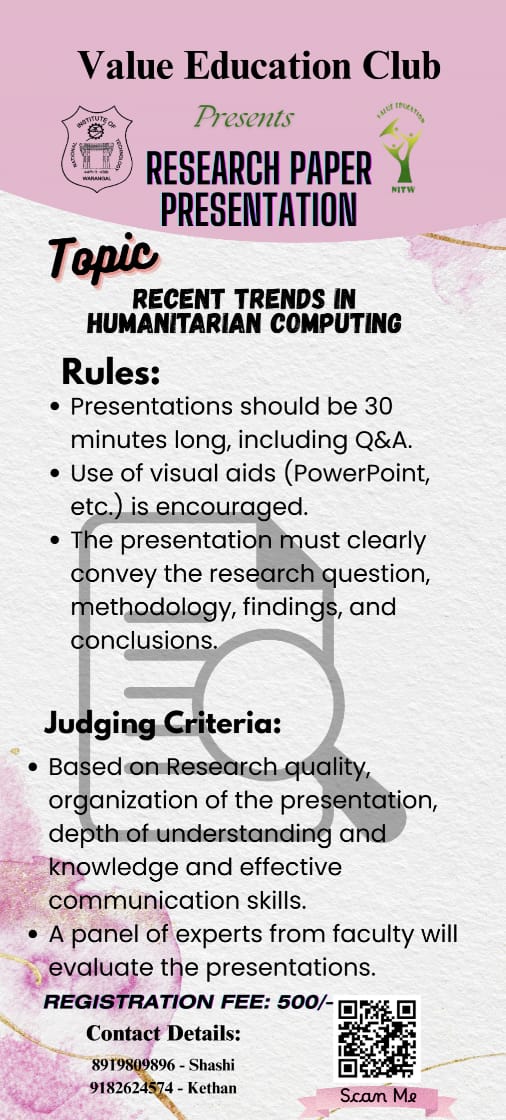 Value Education Club
Presents
INSTITUTE OF
NATIONAL
TECHNOLOGY
WARANGAL
VALUE EDUCATION
NITW
RESEARCH PAPER
PRESENTATION
Topic
RECENT TRENDS IN
HUMANITARIAN COMPUTING
Rules:
• Presentations should be 30
minutes long, including Q&A.
• Use of visual aids (PowerPoint,
etc.) is encouraged.
• The presentation must clearly
convey the research question,
methodology, findings, and
conclusions.
Judging Criteria:
• Based on Research quality,
organization of the presentation,
depth of understanding and
knowledge and effective
communication skills.
• A panel of experts from faculty will
evaluate the presentations.
REGISTRATION FEE: 500/-
Contact Details:
8919809896 - Shashi
9182624574 - Kethan
Scan Me